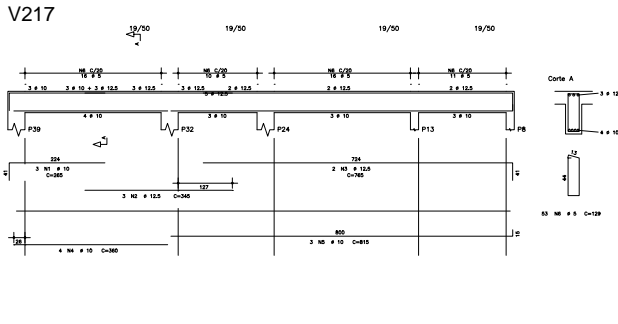 V217
19/50 19/50 19/50 19/50
A
N6 C/20 N6 C/20 N6 C/20 N6 C/20
16 ø 5 10 ø 5 16 ø 5 11 ø 5
Corte A
3 ø 10 3 ø 10 + 3 ø 12.5 3 ø 12.5 3 ø 12.5 2 ø 12.5 2 ø 12.5 2 ø 12.5
3 ø 12
4 ø 10 3 ø 10 3 ø 10 3 ø 10
P39 P32 P24 P13 P8
4 ø 10
A
224 724
13
41 3 N1 ø 10 2 N3 ø 12.5 41
C=265 C=765
44
127
3 N2 ø 12.5 C=345
53 N6 ø 5 C=129
800
15
26
4 N4 ø 10 C=360 3 N5 ø 10 C=815